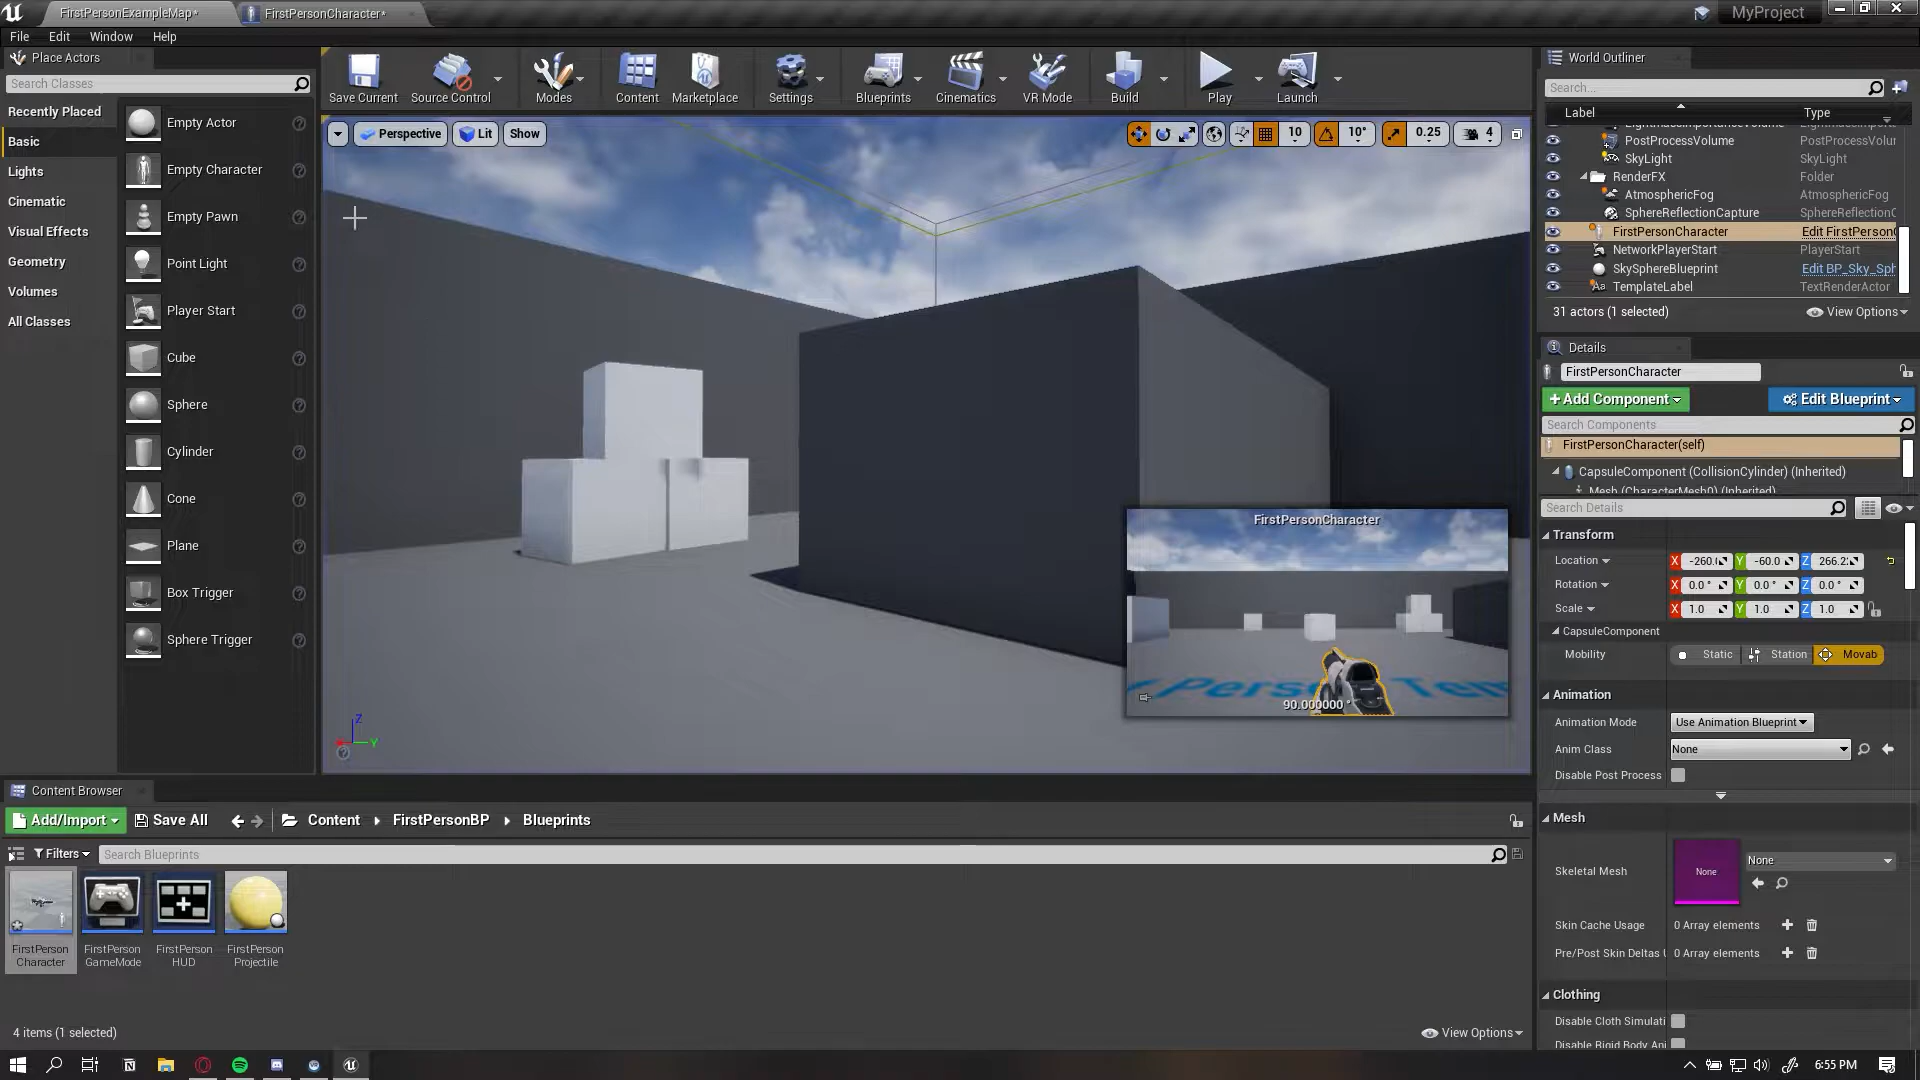 FirstPersonExampleMap*
FirstPersonCharacter*
MyProject
File Edit Window Help
Place Actors
Search Classes
Recently Placed
Basic
Lights
Cinematic
Visual Effects
Geometry
Volumes
All Classes
Empty Actor
Empty Character
Empty Pawn
Point Light
Player Start
Cube
Sphere
Cylinder
Cone
Plane
Box Trigger
Sphere Trigger
Save Current
Source Control
Modes
Content
Marketplace
Settings
Blueprints
Cinematics
VR Mode
Build
Play
Launch
Perspective
Lit
Show
10
10°
0.25
4
FirstPersonCharacter
90.000000 °
Z
Y
World Outliner
Search...
Label Type
PostProcessVolume PostProcessVolur
SkyLight SkyLight
RenderFX Folder
AtmosphericFog AtmosphericFog
SphereReflectionCapture SphereReflectionC
FirstPersonCharacter Edit FirstPersonC
NetworkPlayerStart PlayerStart
SkySphereBlueprint Edit BP_Sky_Sph
TemplateLabel TextRenderActor
31 actors (1 selected)
View Options
Details
FirstPersonCharacter
+Add Component
Edit Blueprint
Search Components
FirstPersonCharacter(self)
CapsuleComponent (CollisionCylinder) (Inherited)
Mesh (CharacterMesh0) (Inherited)
Search Details
Transform
Location X -260. Y -60.0 Z 266.2
Rotation X 0.0 ° Y 0.0 ° Z 0.0 °
Scale X 1.0 Y 1.0 Z 1.0
CapsuleComponent
Mobility Static Station Movab
Animation
Animation Mode Use Animation Blueprint
Anim Class None
Disable Post Process
Mesh
Skeletal Mesh None None
Skin Cache Usage 0 Array elements
Pre/Post Skin Deltas 0 Array elements
Clothing
Disable Cloth Simulati
Disable Rigid Body Ani
Content Browser
Add/Import
Save All
Content
FirstPersonBP
Blueprints
Filters
Search Blueprints
FirstPerson
Character
FirstPerson
GameMode
FirstPerson
HUD
FirstPerson
Projectile
4 items (1 selected)
View Options
6:55 PM